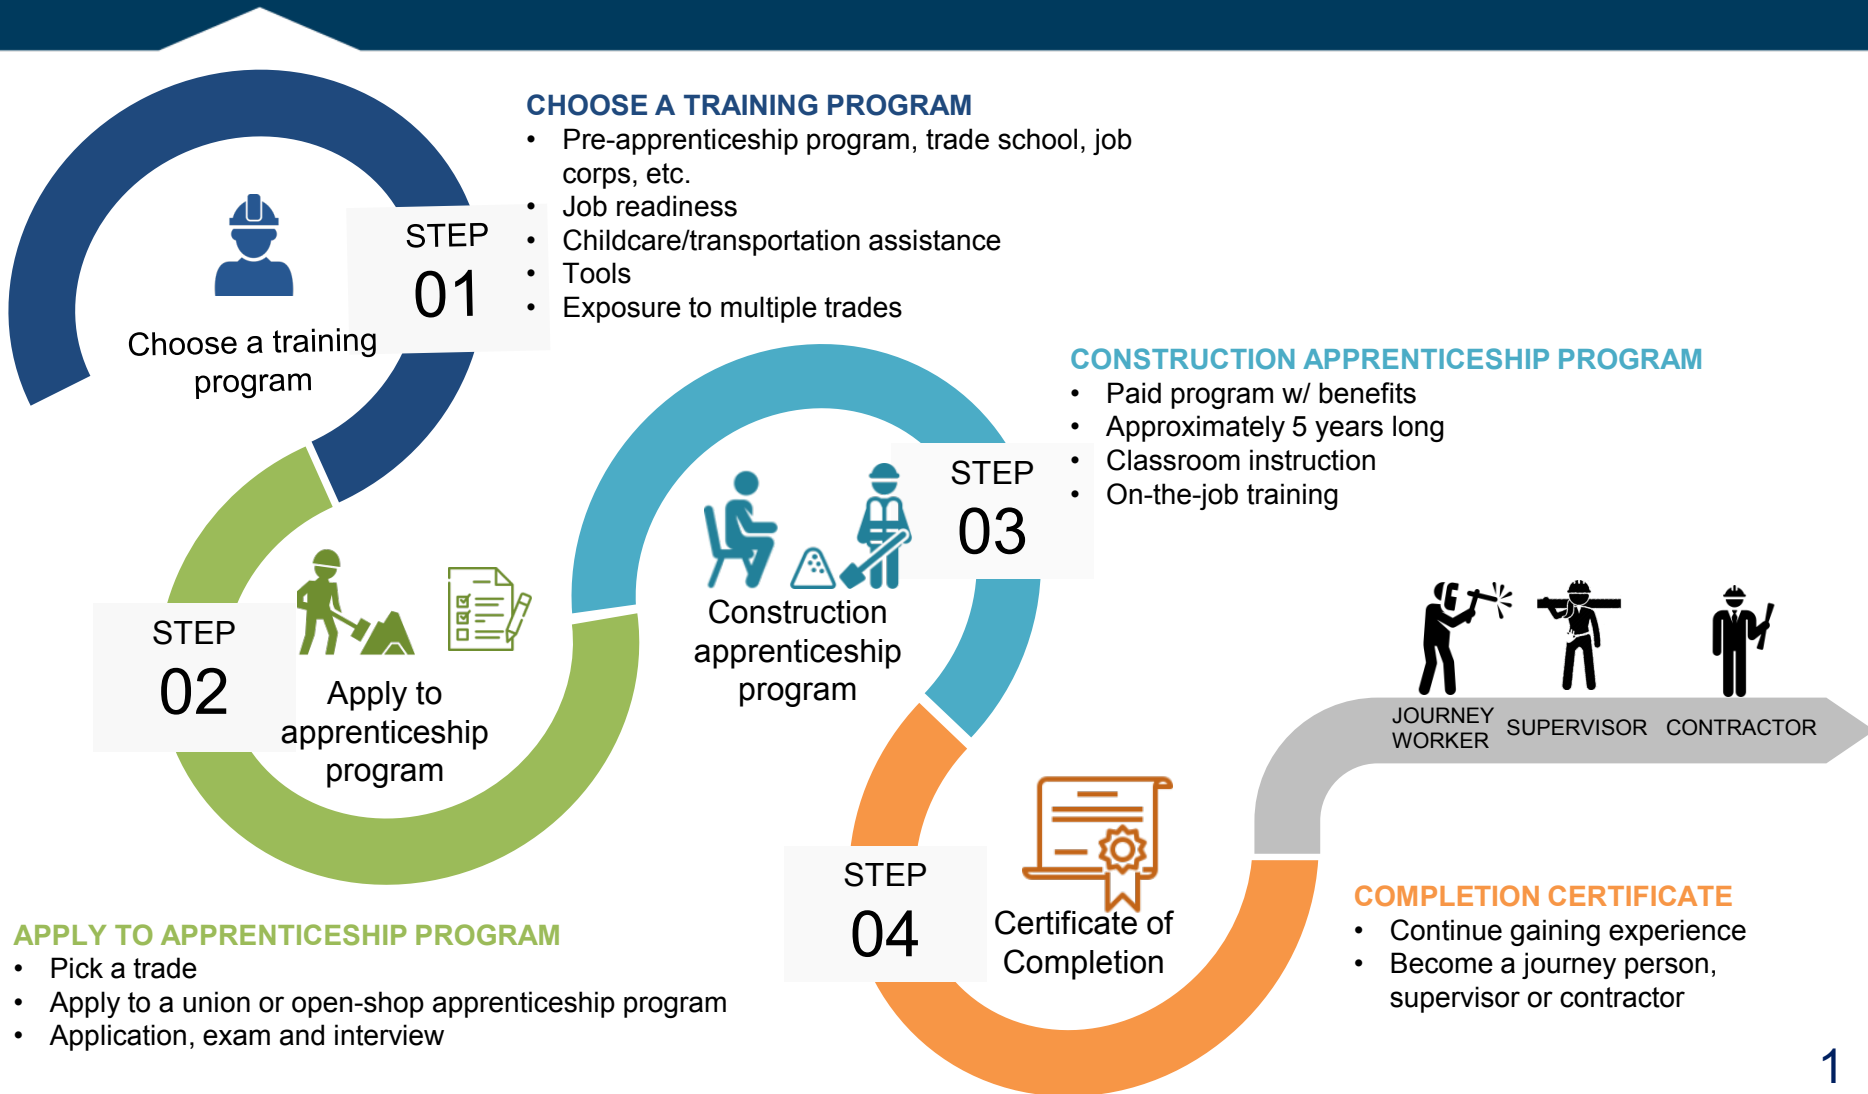 CHOOSE A TRAINING PROGRAM
• Pre-apprenticeship program, trade school, job
corps, etc.
• Job readiness
• Childcare/transportation assistance
• Tools
• Exposure to multiple trades
STEP
01
Choose a training
program
CONSTRUCTION APPRENTICESHIP PROGRAM
• Paid program w/ benefits
• Approximately 5 years long
• Classroom instruction
• On-the-job training
STEP
03
Construction
apprenticeship
program
STEP
02
Apply to
apprenticeship
program
JOURNEY
WORKER
SUPERVISOR
CONTRACTOR
STEP
04
Certificate of
Completion
APPLY TO APPRENTICESHIP PROGRAM
• Pick a trade
• Apply to a union or open-shop apprenticeship program
• Application, exam and interview
COMPLETION CERTIFICATE
• Continue gaining experience
• Become a journey person,
supervisor or contractor
1